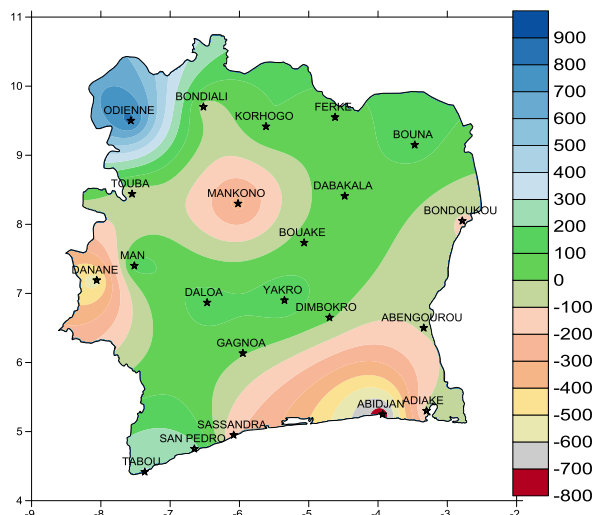 11
10
9
8
7
6
5
4
-9
-8
-7
-6
-5
-4
-3
-2
ODIENNE
BONDIALI
KORHOGO
FERKE
BOUNA
TOUBA
MANKONO
DABAKALA
BONDOUKOU
BOUAKE
MAN
DANANE
DALOA
YAKRO
DIMBOKRO
ABENGOUROU
GAGNOA
ABIDJAN
ADIAKE
SASSANDRA
SAN PEDRO
TABOU
900
800
700
600
500
400
300
200
100
0
-100
-200
-300
-400
-500
-600
-700
-800